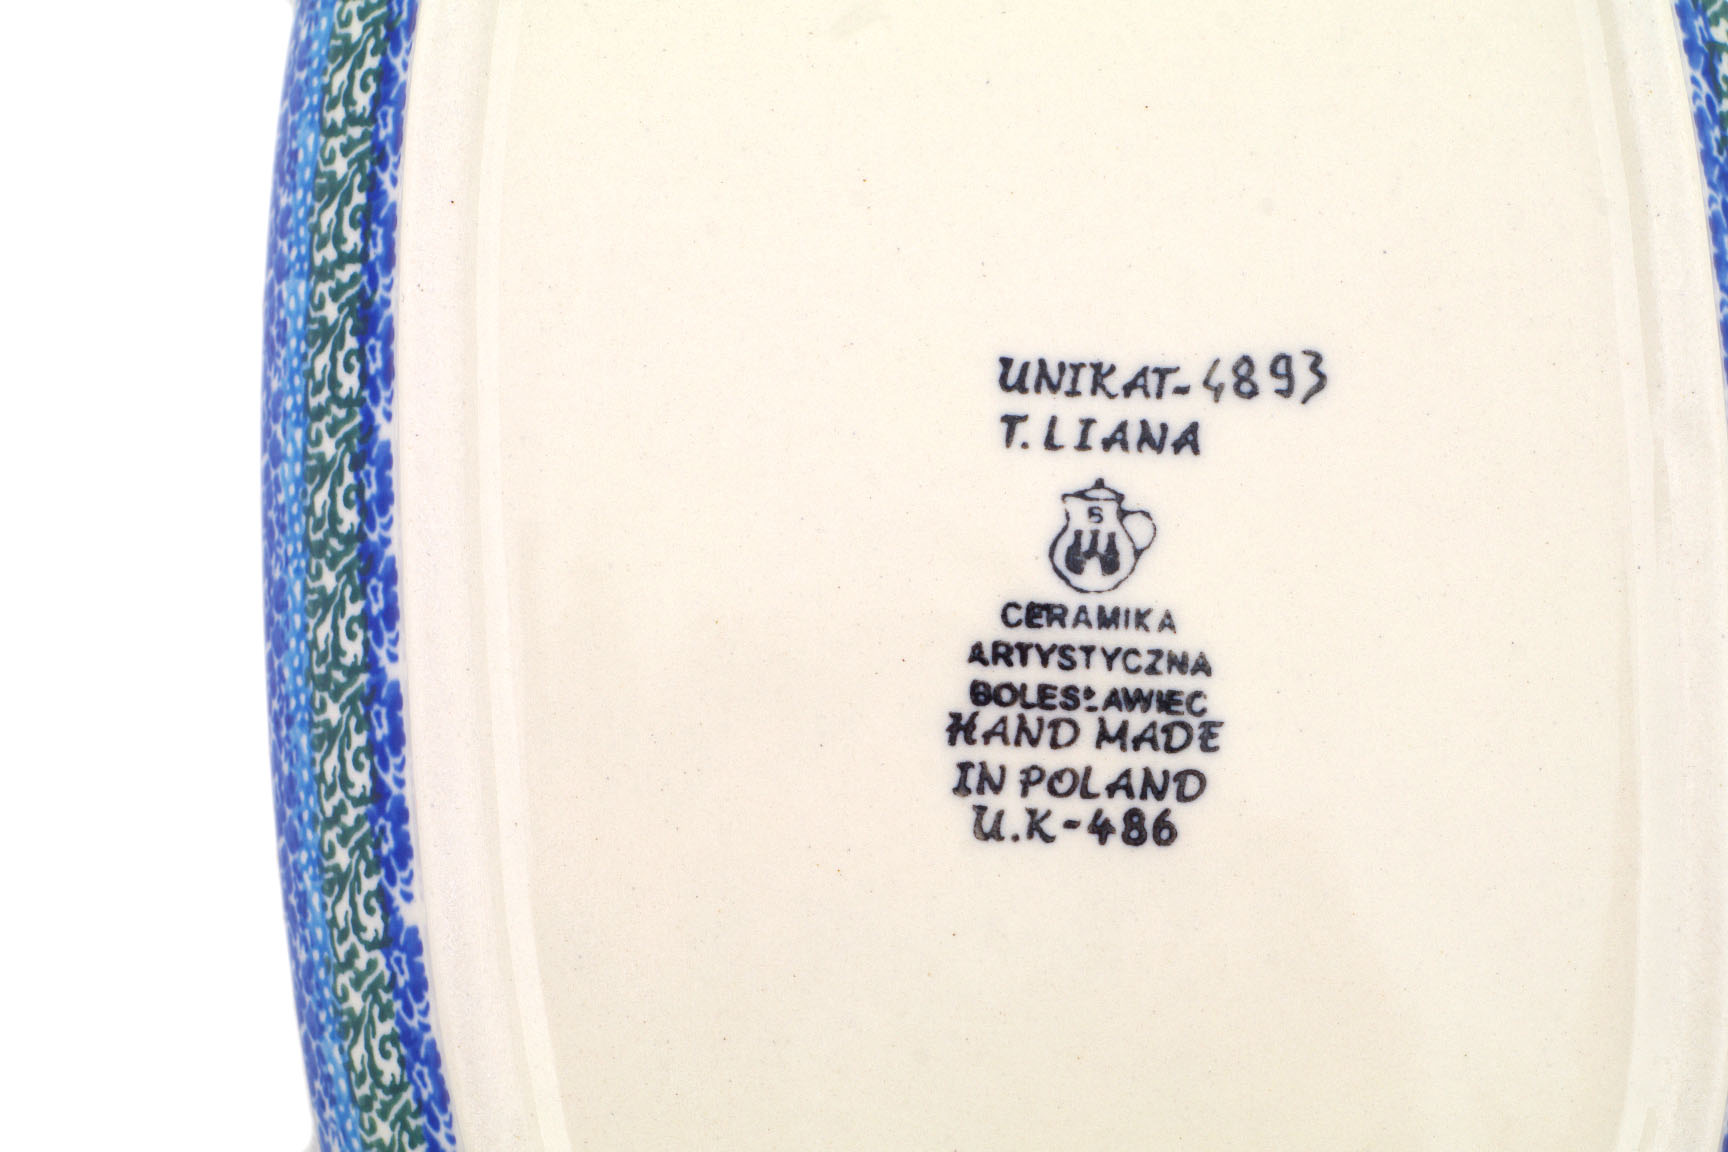 UNIKAT-4893
T. LIANA
B
CERAMIKA
ARTYSTYCZNA
BOLESŁAWIEC
HAND MADE
IN POLAND
U.K-486